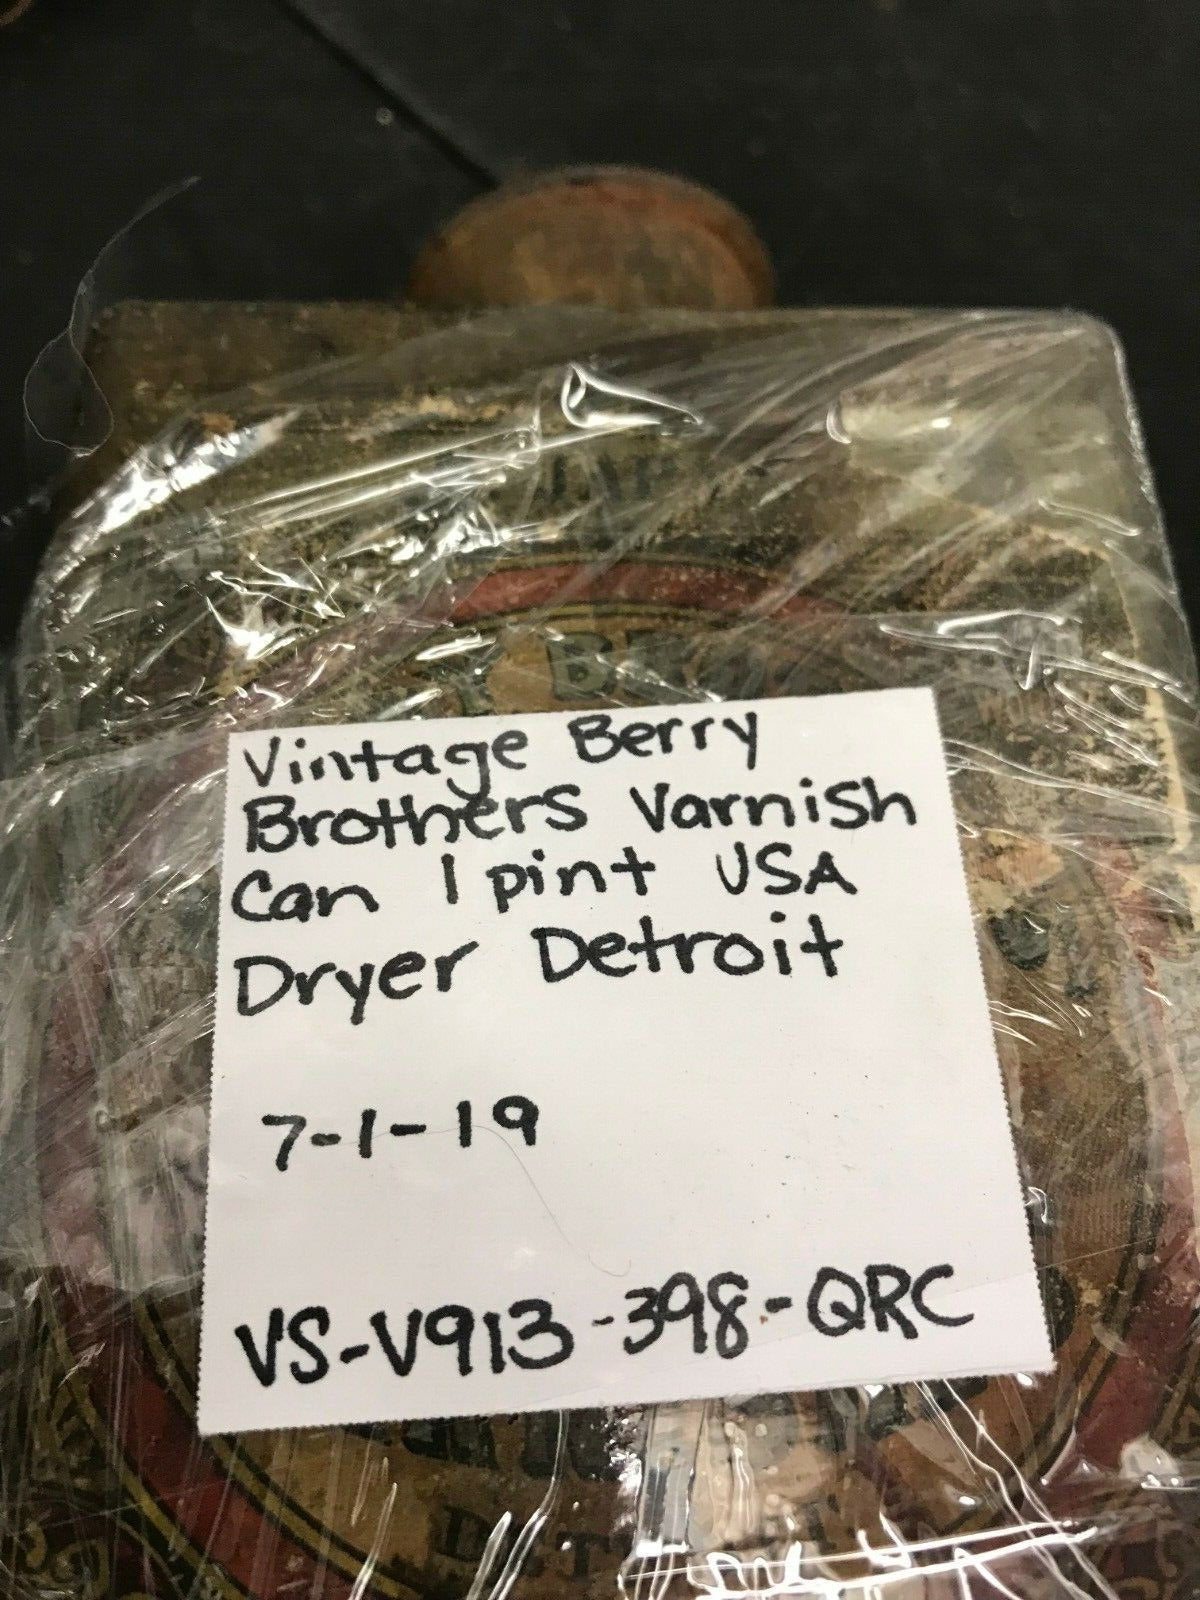 Vintage Berry
Brothers Varnish
Can 1 pint USA
Dryer Detroit
7-1-19
VS-V913-398-QRC